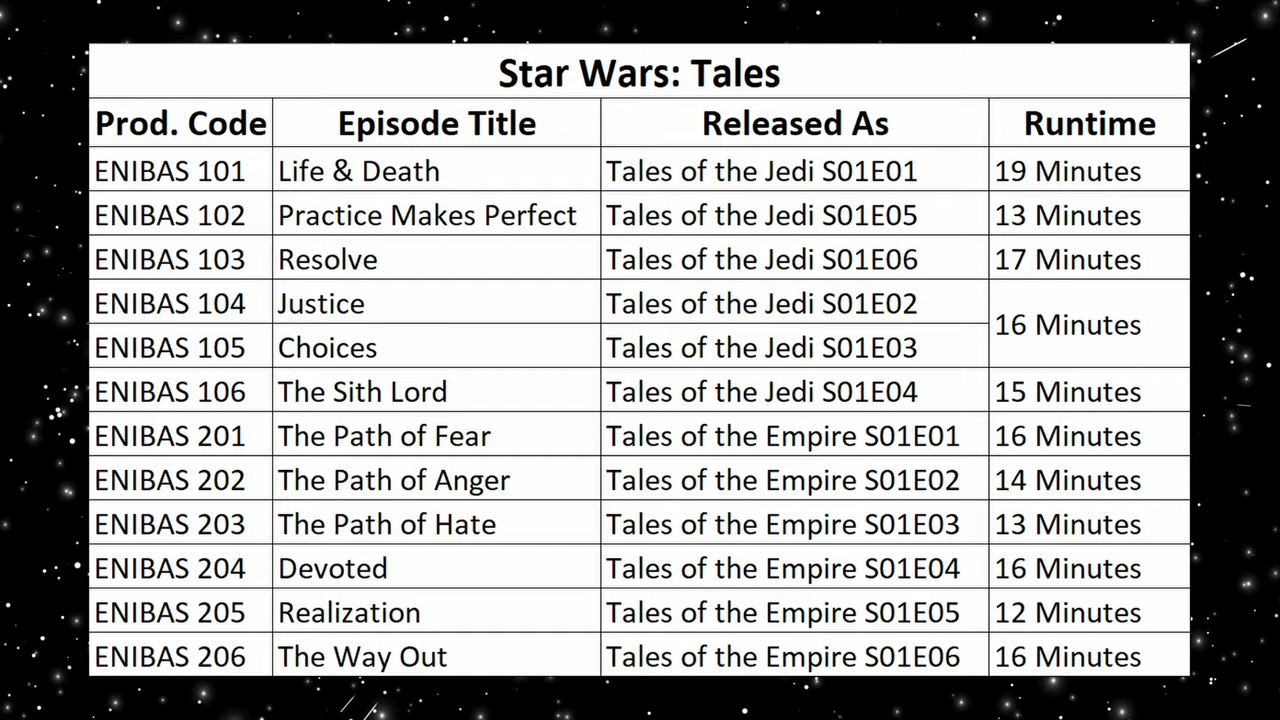 Star Wars: Tales
Prod. Code Episode Title Released As Runtime
ENIBAS 101 Life & Death Tales of the Jedi S01E01 19 Minutes
ENIBAS 102 Practice Makes Perfect Tales of the Jedi S01E05 13 Minutes
ENIBAS 103 Resolve Tales of the Jedi S01E06 17 Minutes
ENIBAS 104 Justice Tales of the Jedi S01E02
16 Minutes
ENIBAS 105 Choices Tales of the Jedi S01E03
ENIBAS 106 The Sith Lord Tales of the Jedi S01E04 15 Minutes
ENIBAS 201 The Path of Fear Tales of the Empire S01E01 16 Minutes
ENIBAS 202 The Path of Anger Tales of the Empire S01E02 14 Minutes
ENIBAS 203 The Path of Hate Tales of the Empire S01E03 13 Minutes
ENIBAS 204 Devoted Tales of the Empire S01E04 16 Minutes
ENIBAS 205 Realization Tales of the Empire S01E05 12 Minutes
ENIBAS 206 The Way Out Tales of the Empire S01E06 16 Minutes